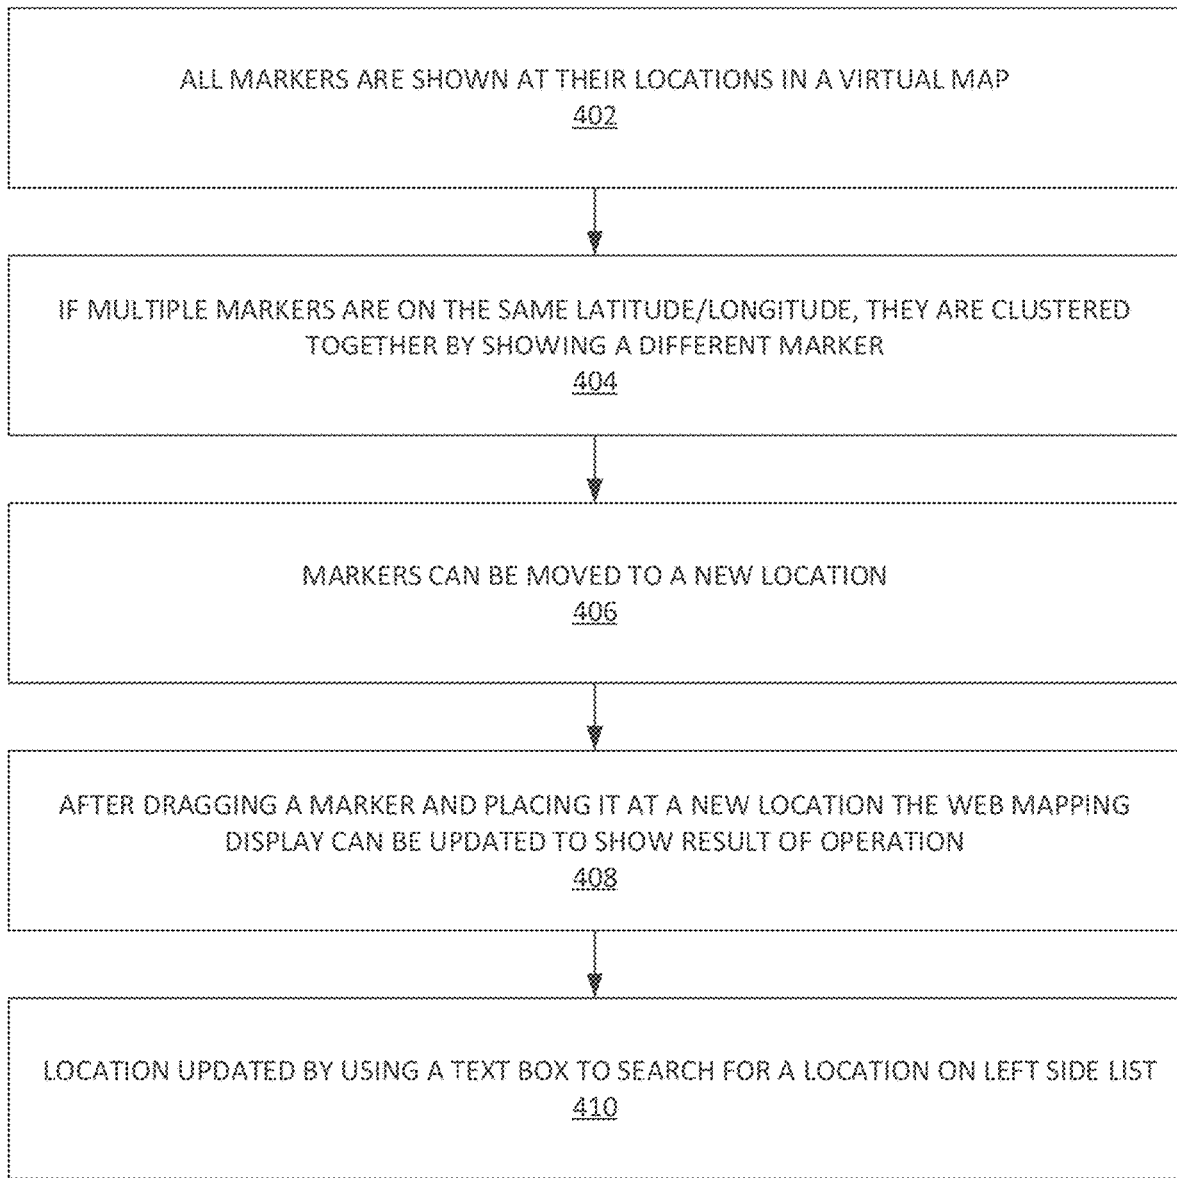 ALL MARKERS ARE SHOWN AT THEIR LOCATIONS IN A VIRTUAL MAP
402
IF MULTIPLE MARKERS ARE ON THE SAME LATITUDE/LONGITUDE, THEY ARE CLUSTERED
TOGETHER BY SHOWING A DIFFERENT MARKER
404
MARKERS CAN BE MOVED TO A NEW LOCATION
406
AFTER DRAGGING A MARKER AND PLACING IT AT A NEW LOCATION THE WEB MAPPING
DISPLAY CAN BE UPDATED TO SHOW RESULT OF OPERATION
408
LOCATION UPDATED BY USING A TEXT BOX TO SEARCH FOR A LOCATION ON LEFT SIDE LIST
410